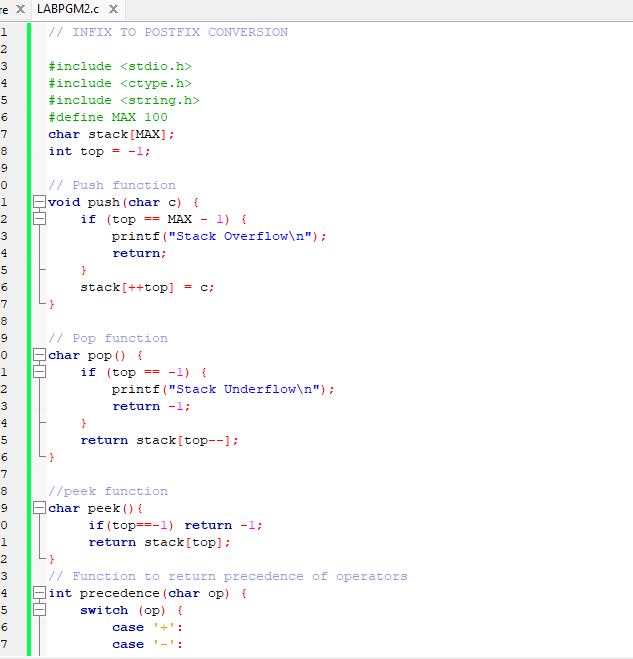 re LABPGM2.c
1 // INFIX TO POSTFIX CONVERSION
2
3 #include <stdio.h>
4 #include <ctype.h>
5 #include <string.h>
6 #define MAX 100
7 char stack[MAX];
8 int top = -1;
9
0 // Push function
1 void push(char c) {
2 if (top == MAX - 1) {
3 printf("Stack Overflow\n");
4 return;
5 }
6 stack[++top] = c;
7 }
8
9 // Pop function
0 char pop() {
1 if (top == -1) {
2 printf("Stack Underflow\n");
3 return -1;
4 }
5 return stack[top--];
6 }
7
8 //peek function
9 char peek(){
0 if(top==-1) return -1;
1 return stack[top];
2 }
3 // Function to return precedence of operators
4 int precedence(char op) {
5 switch (op) {
6 case '+':
7 case '-':